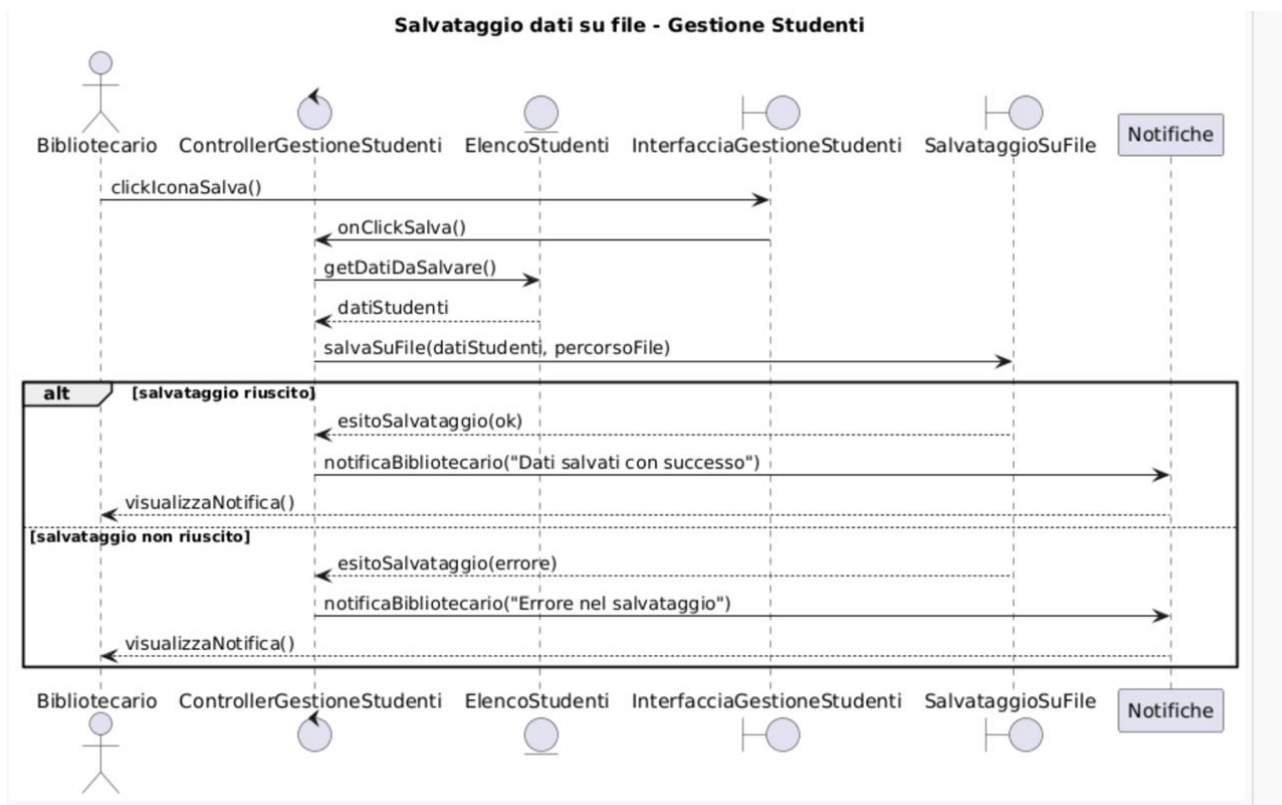 Salvataggio dati su file - Gestione Studenti
Bibliotecario ControllerGestioneStudenti ElencoStudenti InterfacciaGestioneStudenti SalvataggioSuFile Notifiche
clickIconaSalva()
onClickSalva()
getDatiDaSalvare()
datiStudenti
salvaSuFile(datiStudenti, percorsoFile)
alt [salvataggio riuscito]
esitoSalvataggio(ok)
notificaBibliotecario("Dati salvati con successo")
visualizzaNotifica()
[salvataggio non riuscito]
esitoSalvataggio(errore)
notificaBibliotecario("Errore nel salvataggio")
visualizzaNotifica()
Bibliotecario ControllerGestioneStudenti ElencoStudenti InterfacciaGestioneStudenti SalvataggioSuFile Notifiche